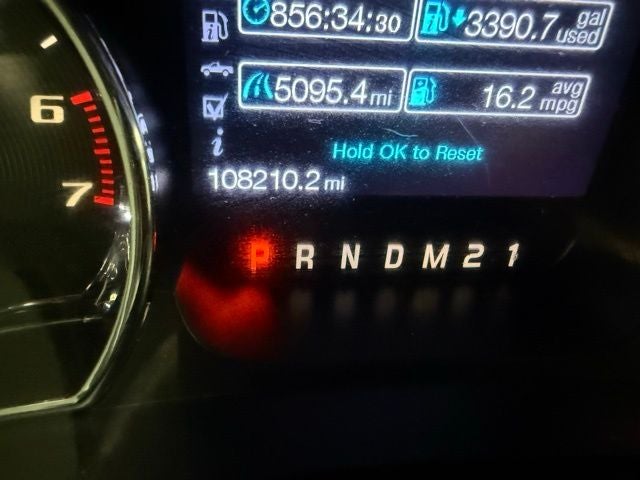 856:34:30 3390.7 gal used
5095.4 mi 16.2 avg mpg
Hold OK to Reset
108210.2 mi
6
7
P R N D M 2 1